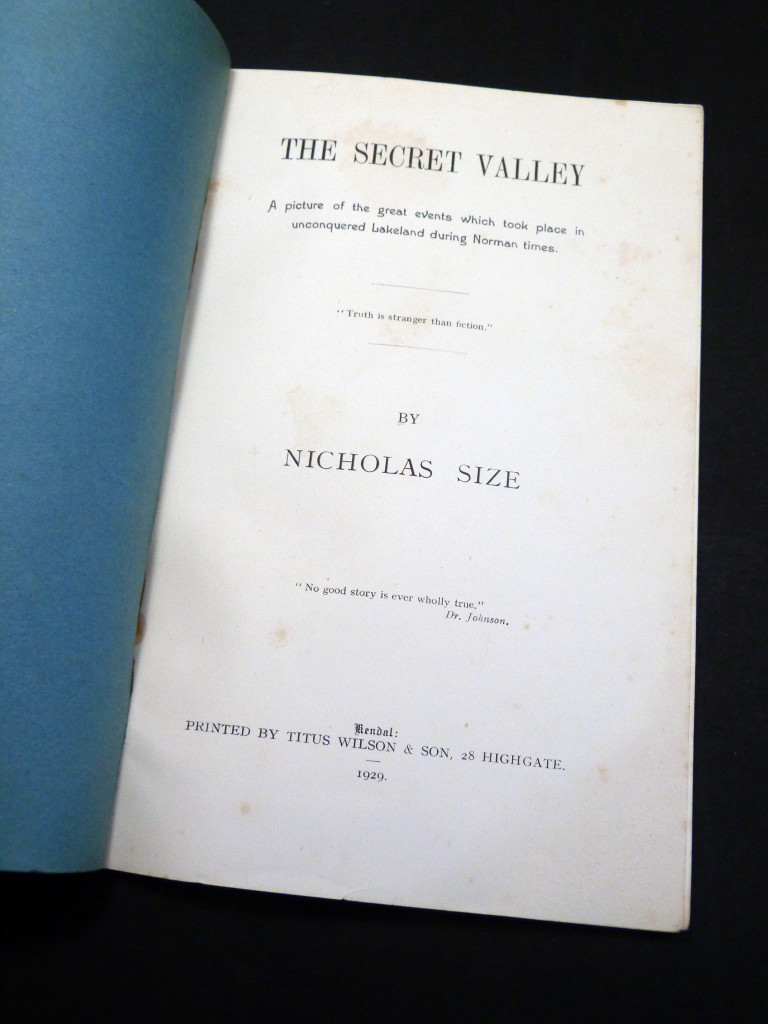 THE SECRET VALLEY
A picture of the great events which took place in
unconquered Lakeland during Norman times.
"Truth is stranger than fiction."
BY
NICHOLAS SIZE
"No good story is ever wholly true."
Dr. Johnson.
Kendal:
PRINTED BY TITUS WILSON & SON, 28 HIGHGATE.
1929.